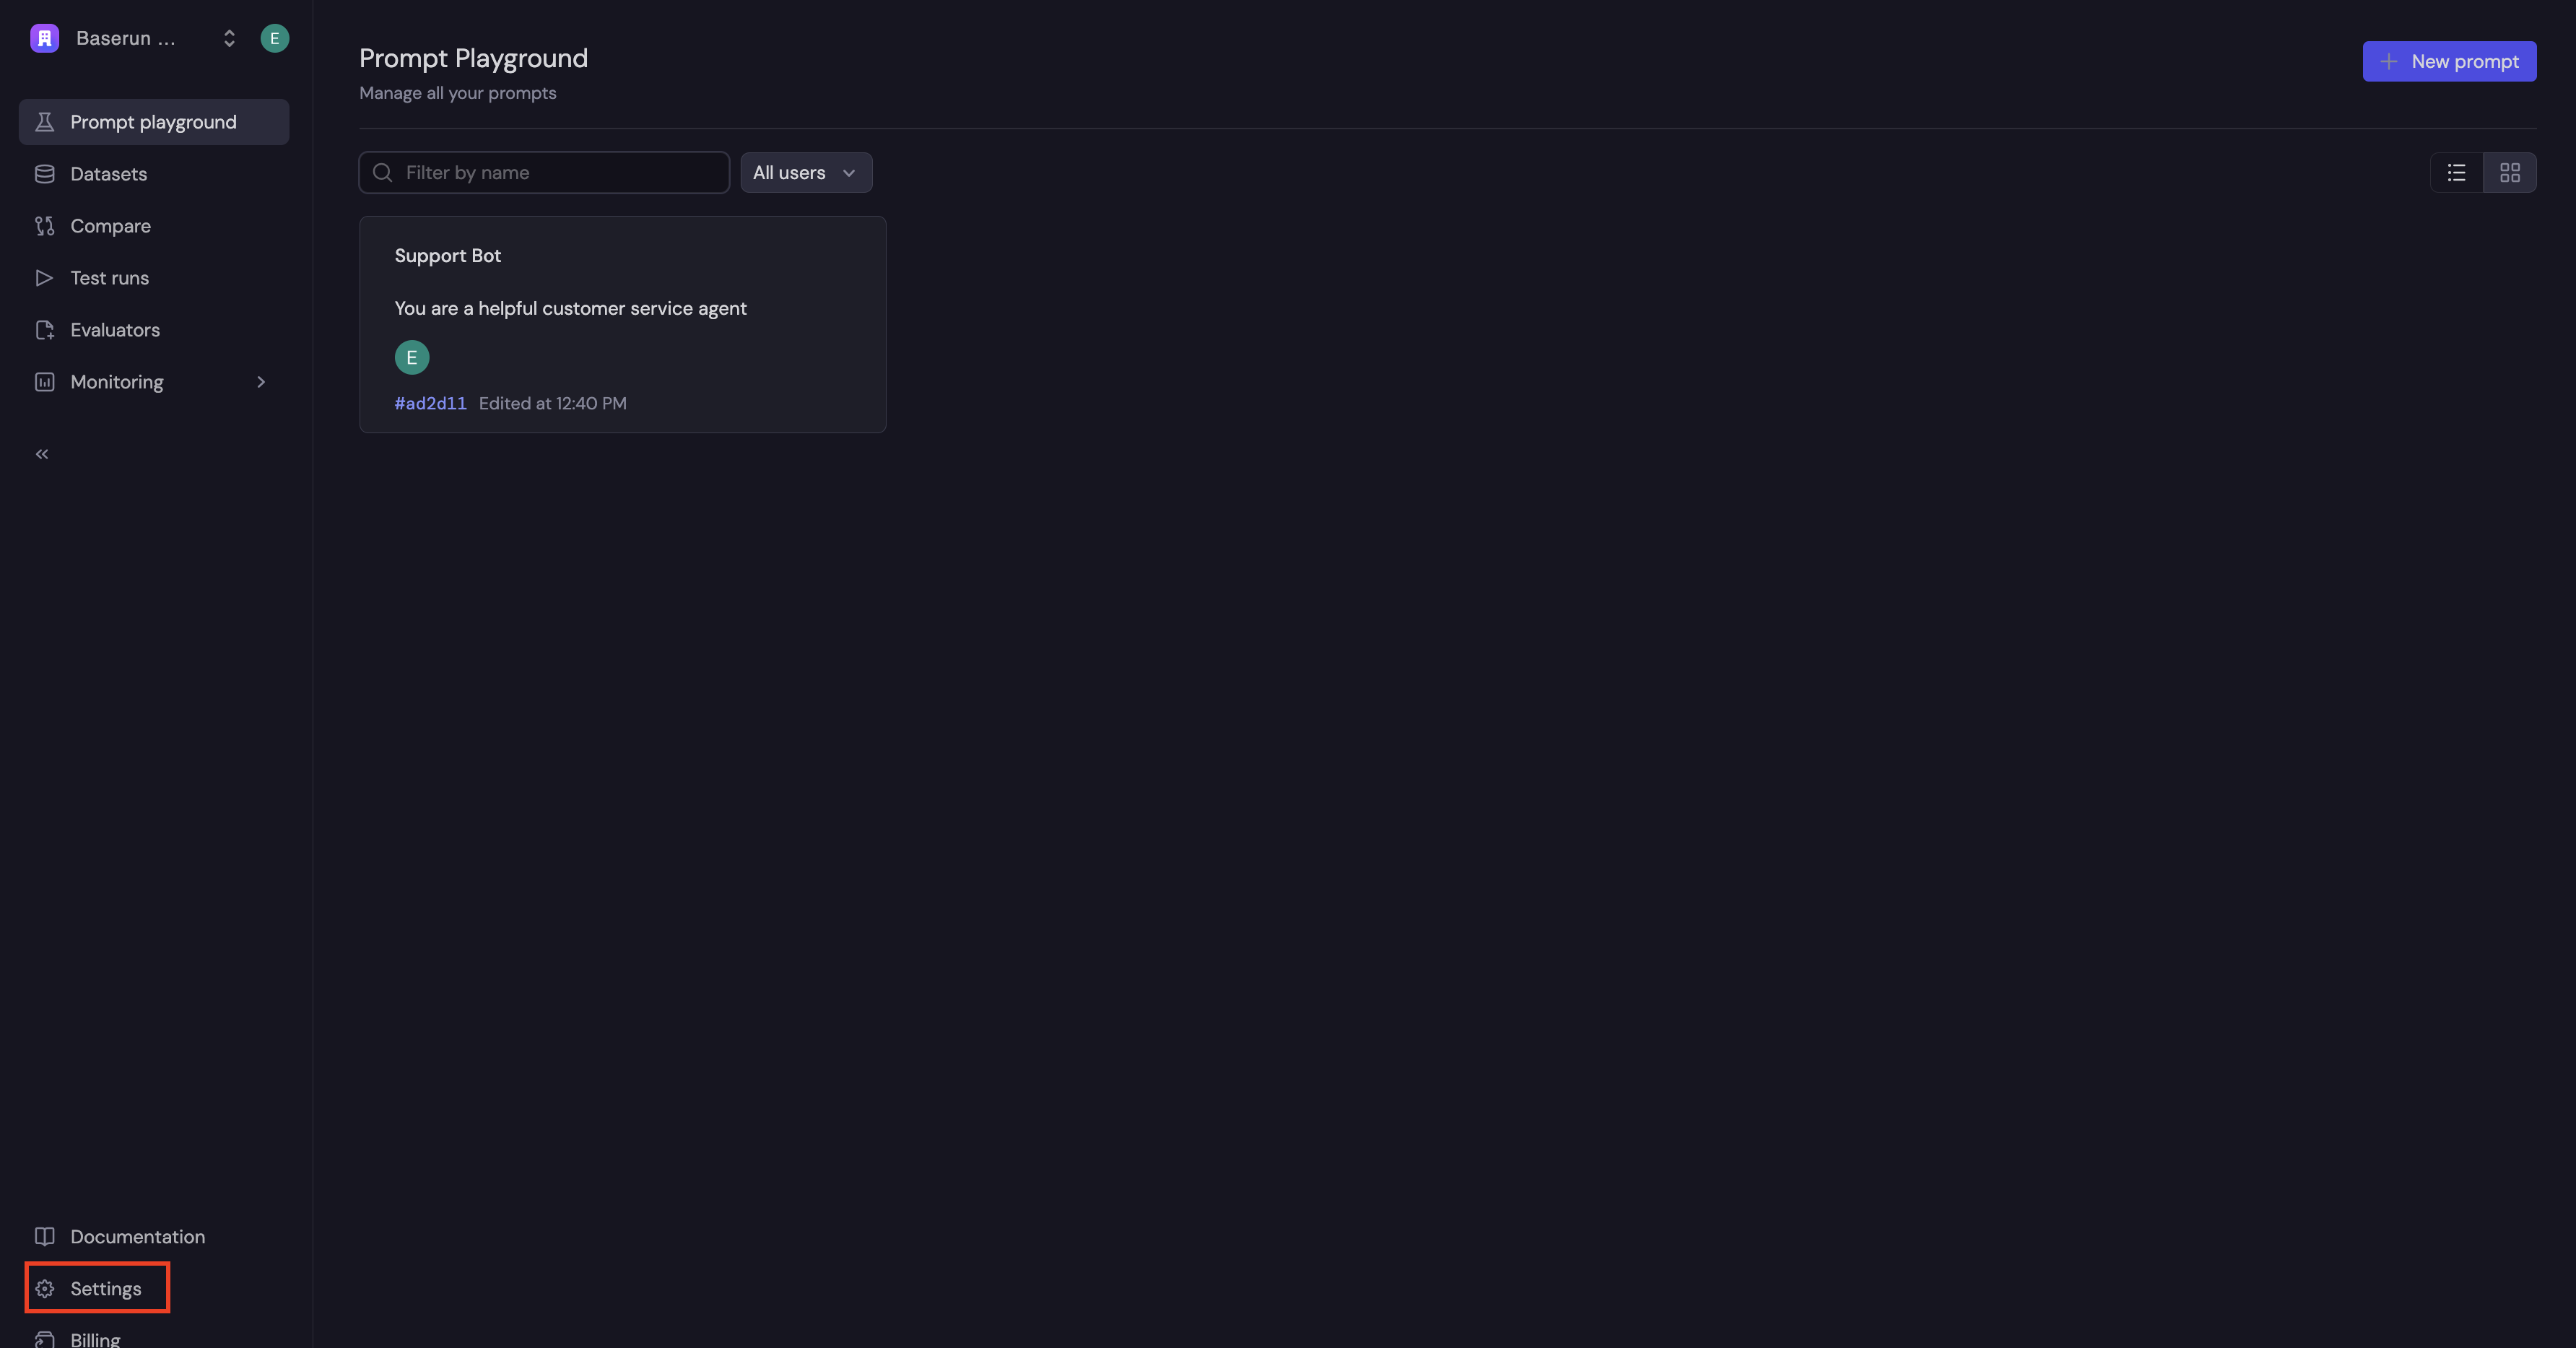 Baserun ...
E
Prompt playground
Datasets
Compare
Test runs
Evaluators
Monitoring
Documentation
Settings
Billing
Prompt Playground
Manage all your prompts
New prompt
Filter by name
All users
Support Bot
You are a helpful customer service agent
E
#ad2d11 Edited at 12:40 PM